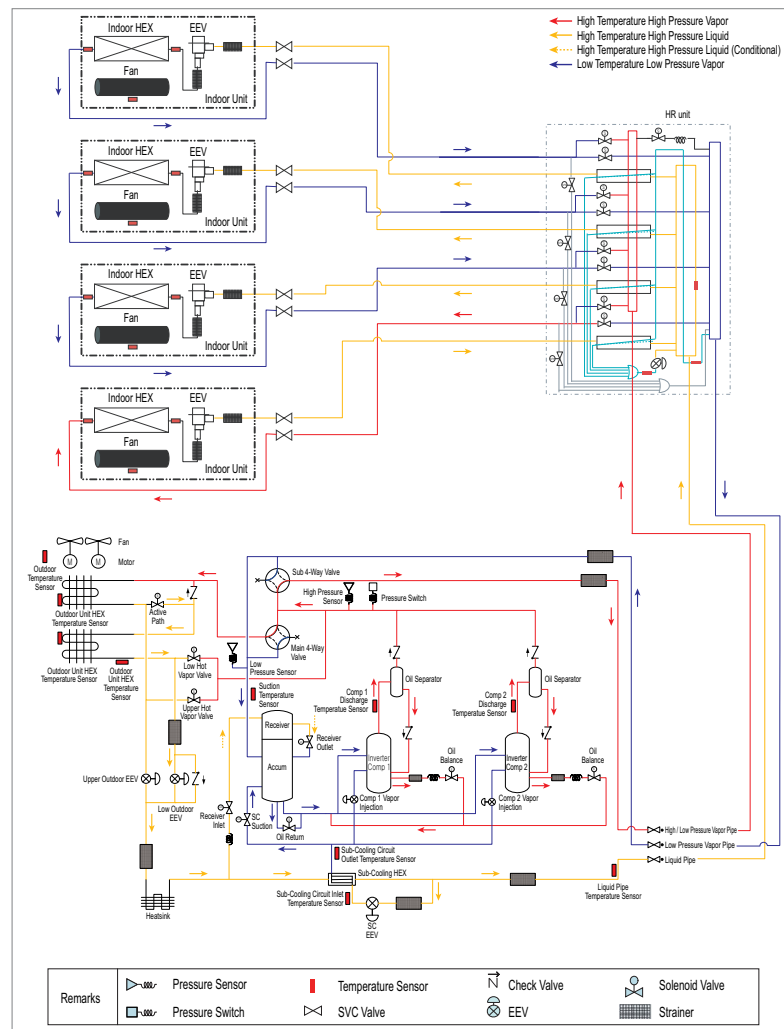 High Temperature High Pressure Vapor
High Temperature High Pressure Liquid
High Temperature High Pressure Liquid (Conditional)
Low Temperature Low Pressure Vapor
HR unit
Indoor HEX
EEV
Fan
Indoor Unit
Indoor HEX
EEV
Fan
Indoor Unit
Indoor HEX
EEV
Fan
Indoor Unit
Indoor HEX
EEV
Fan
Indoor Unit
Fan
Motor
M
M
Outdoor
Temperature
Sensor
Outdoor Unit HEX
Temperature Sensor
Active
Path
Outdoor Unit HEX
Temperature Sensor
Outdoor
Unit HEX
Temperature
Sensor
Low Hot
Vapor Valve
Upper Hot
Vapor Valve
Sub 4-Way Valve
Main 4-Way
Valve
High Pressure
Sensor
Pressure Switch
Low
Pressure Sensor
Suction
Temperature
Sensor
Oil Separator
Oil Separator
Comp 1
Discharge
Temperatue Sensor
Comp 2
Discharge
Temperatue Sensor
Receiver
Receiver
Outlet
Accum
Inverter
Comp 1
Oil
Balance
Inverter
Comp 2
Oil
Balance
Upper Outdoor EEV
Low Outdoor
EEV
Receiver
Inlet
SC
Suction
Oil Return
Comp 1 Vapor
Injection
Comp 2 Vapor
Injection
High / Low Pressure Vapor Pipe
Low Pressure Vapor Pipe
Liquid Pipe
Sub-Cooling Circuit
Outlet Temperature Sensor
Sub-Cooling HEX
Sub-Cooling Circuit Inlet
Temperature Sensor
SC
EEV
Liquid Pipe
Temperature Sensor
Heatsink
Remarks
Pressure Sensor
Temperature Sensor
Check Valve
Solenoid Valve
Pressure Switch
SVC Valve
EEV
Strainer